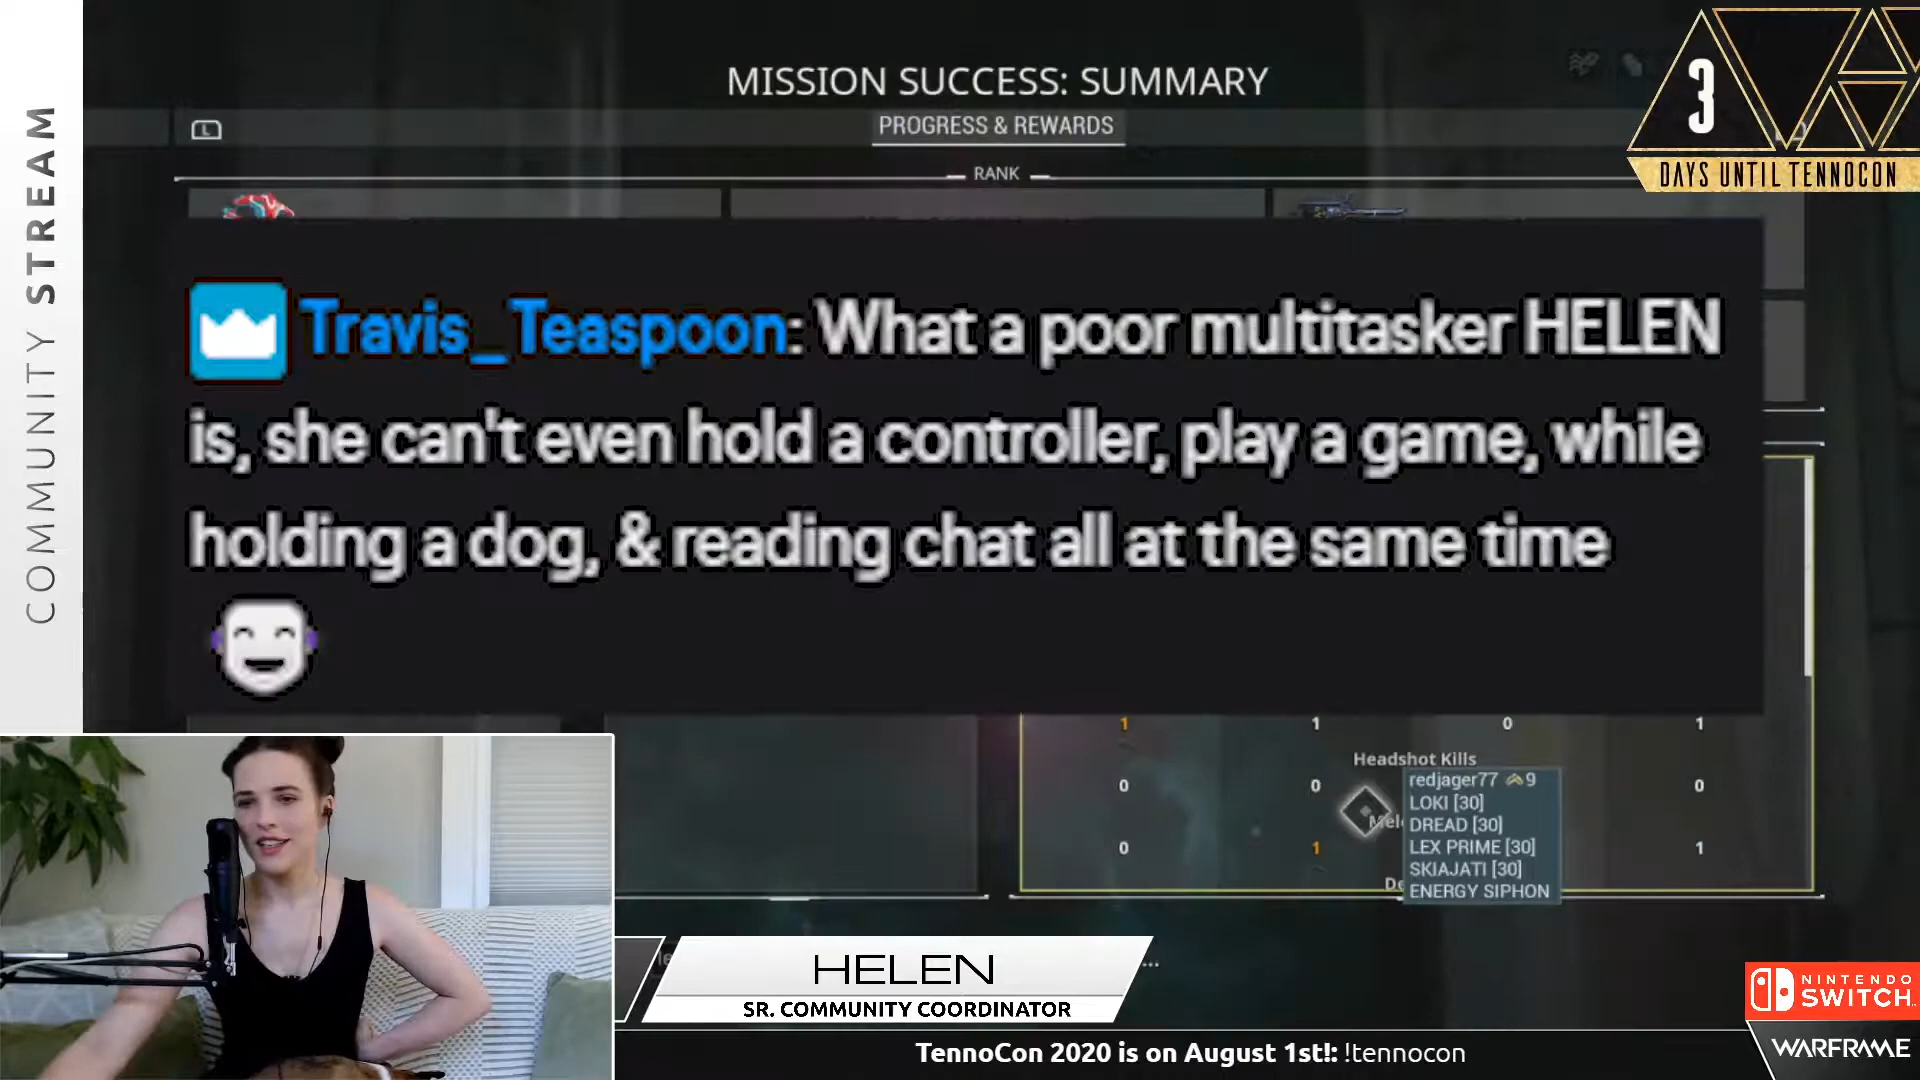 COMMUNITY STREAM
MISSION SUCCESS: SUMMARY
L
PROGRESS & REWARDS
RANK
3
DAYS UNTIL TENNOCON
Travis_Teaspoon: What a poor multitasker HELEN
is, she can't even hold a controller, play a game, while
holding a dog, & reading chat all at the same time
1 1 0 1
Headshot Kills
0 0 0
redjager77 9
LOKI [30]
DREAD [30]
LEX PRIME [30]
SKIAJATI [30]
ENERGY SIPHON
0 1 1
HELEN
SR. COMMUNITY COORDINATOR
NINTENDO
SWITCH
WARFRAME
TennoCon 2020 is on August 1st!: !tennocon